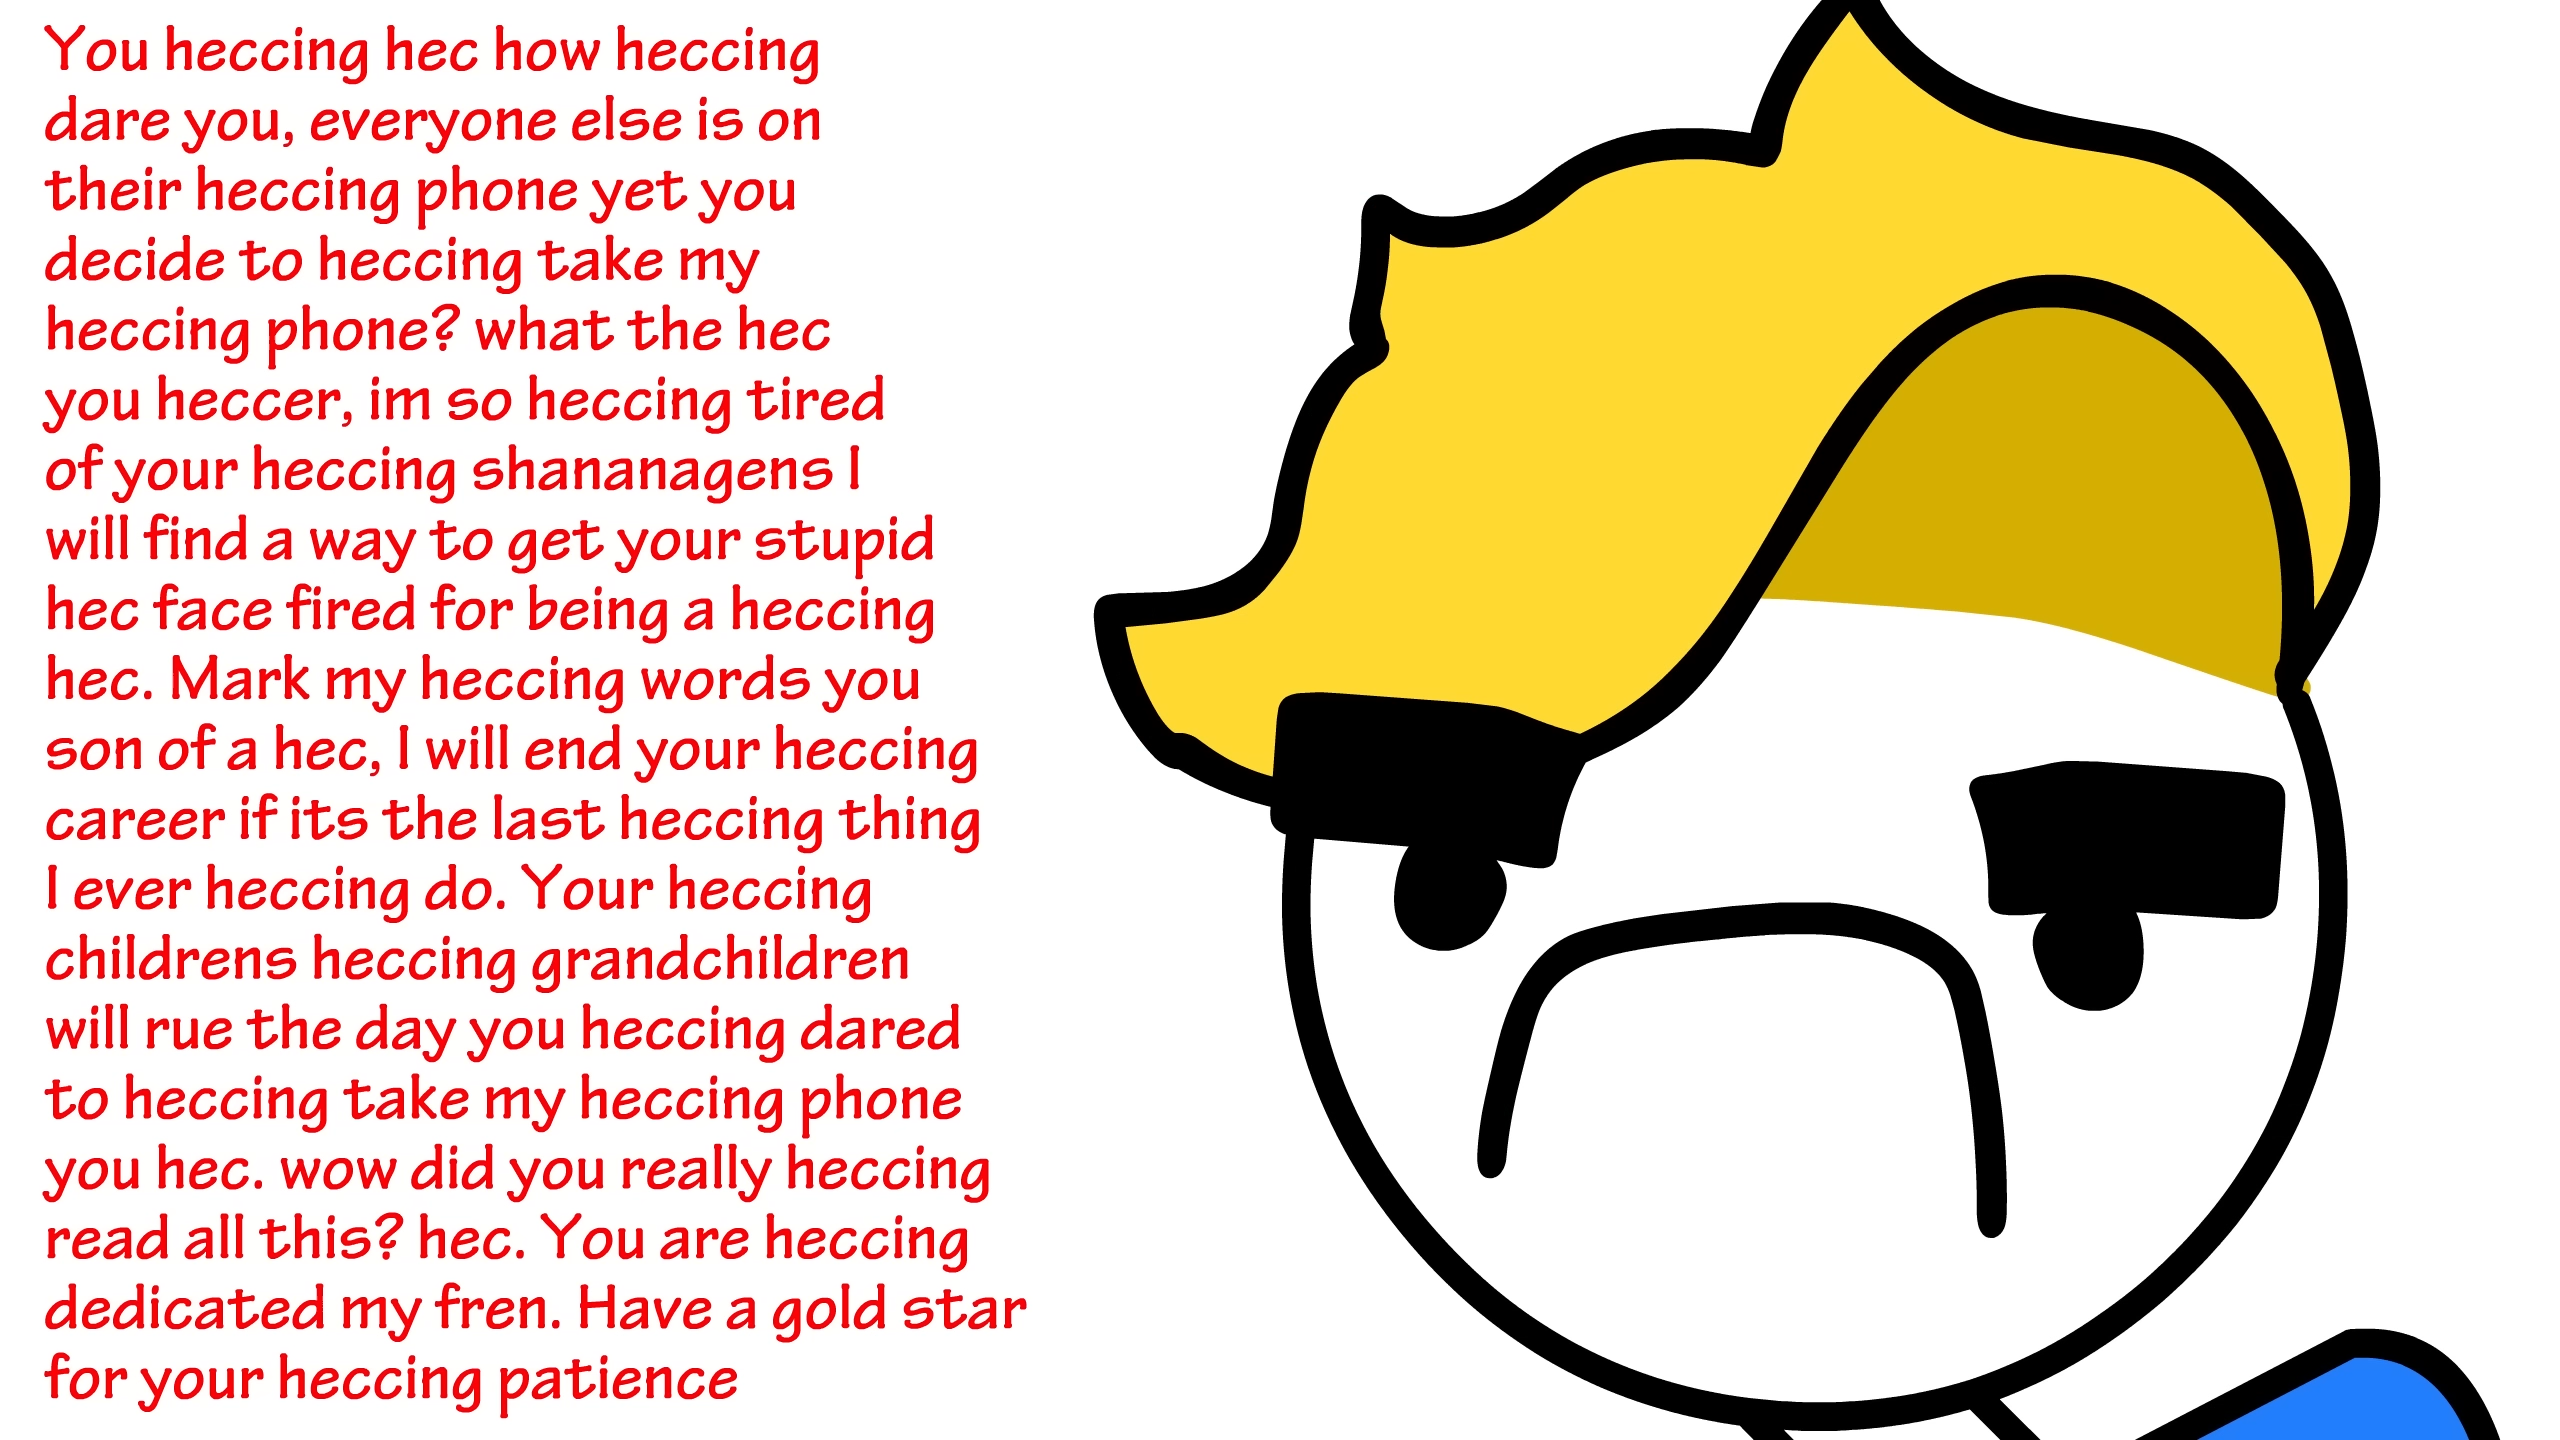 You heccing hec how heccing
dare you, everyone else is on
their heccing phone yet you
decide to heccing take my
heccing phone? what the hec
you heccer, im so heccing tired
of your heccing shananagens I
will find a way to get your stupid
hec face fired for being a heccing
hec. Mark my heccing words you
son of a hec, I will end your heccing
career if its the last heccing thing
I ever heccing do. Your heccing
childrens heccing grandchildren
will rue the day you heccing dared
to heccing take my heccing phone
you hec. wow did you really heccing
read all this? hec. You are heccing
dedicated my fren. Have a gold star
for your heccing patience